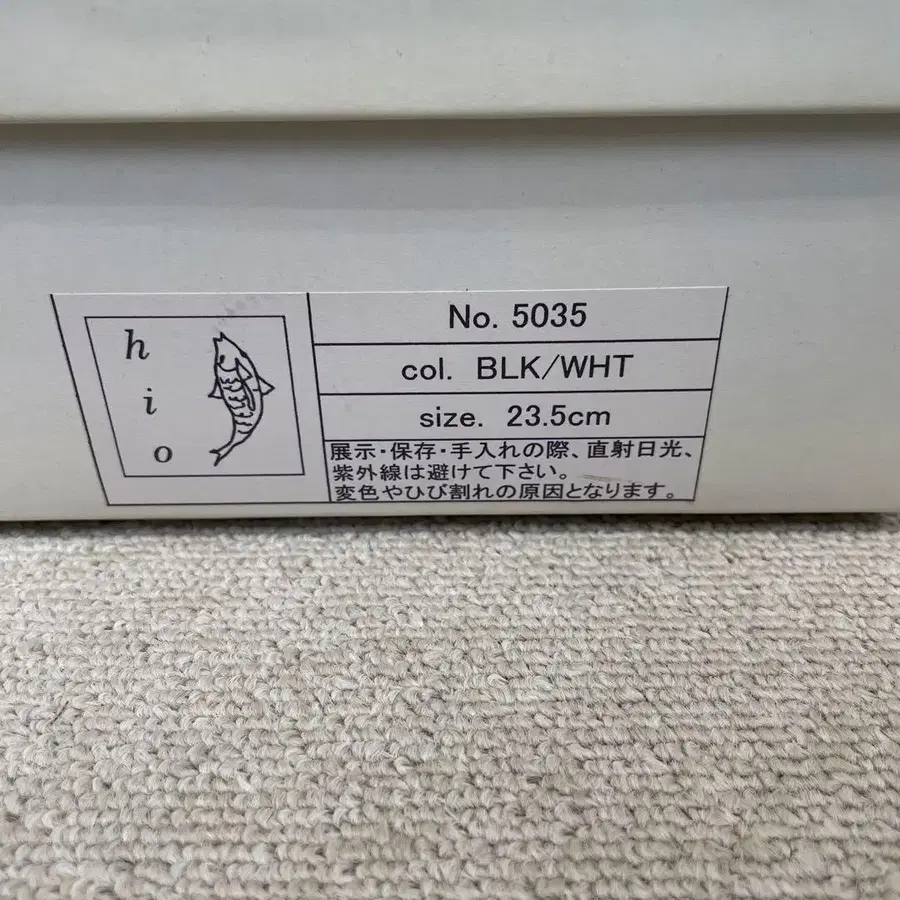 h
i
o
No. 5035
col. BLK/WHT
size. 23.5cm
展示・保存・手入れの際、直射日光、
紫外線は避けて下さい。
変色やひび割れの原因となります。